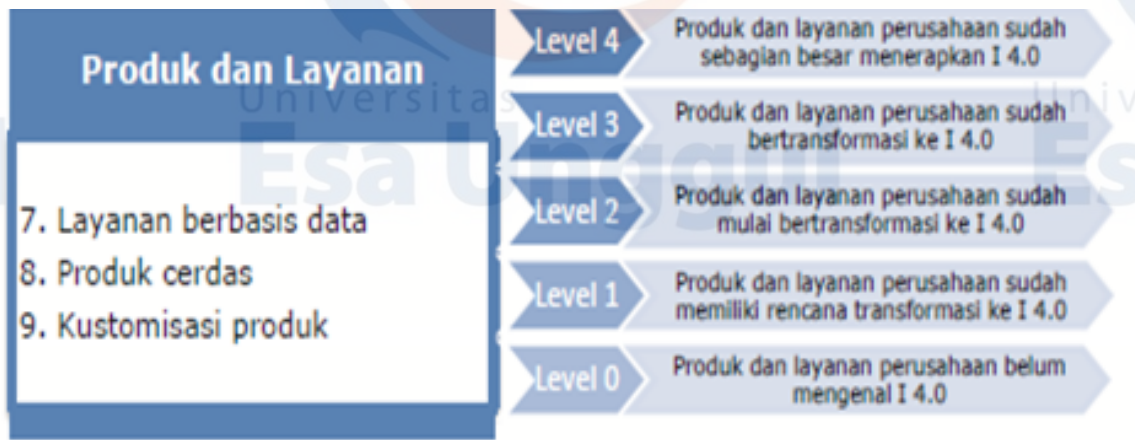 Produk dan Layanan
7. Layanan berbasis data
8. Produk cerdas
9. Kustomisasi produk
Level 4
Produk dan layanan perusahaan sudah
sebagian besar menerapkan I 4.0
Level 3
Produk dan layanan perusahaan sudah
bertransformasi ke I 4.0
Level 2
Produk dan layanan perusahaan sudah
mulai bertransformasi ke I 4.0
Level 1
Produk dan layanan perusahaan sudah
memiliki rencana transformasi ke I 4.0
Level 0
Produk dan layanan perusahaan belum
mengenal I 4.0
Universitas
Esa Unggul
Univ
Es